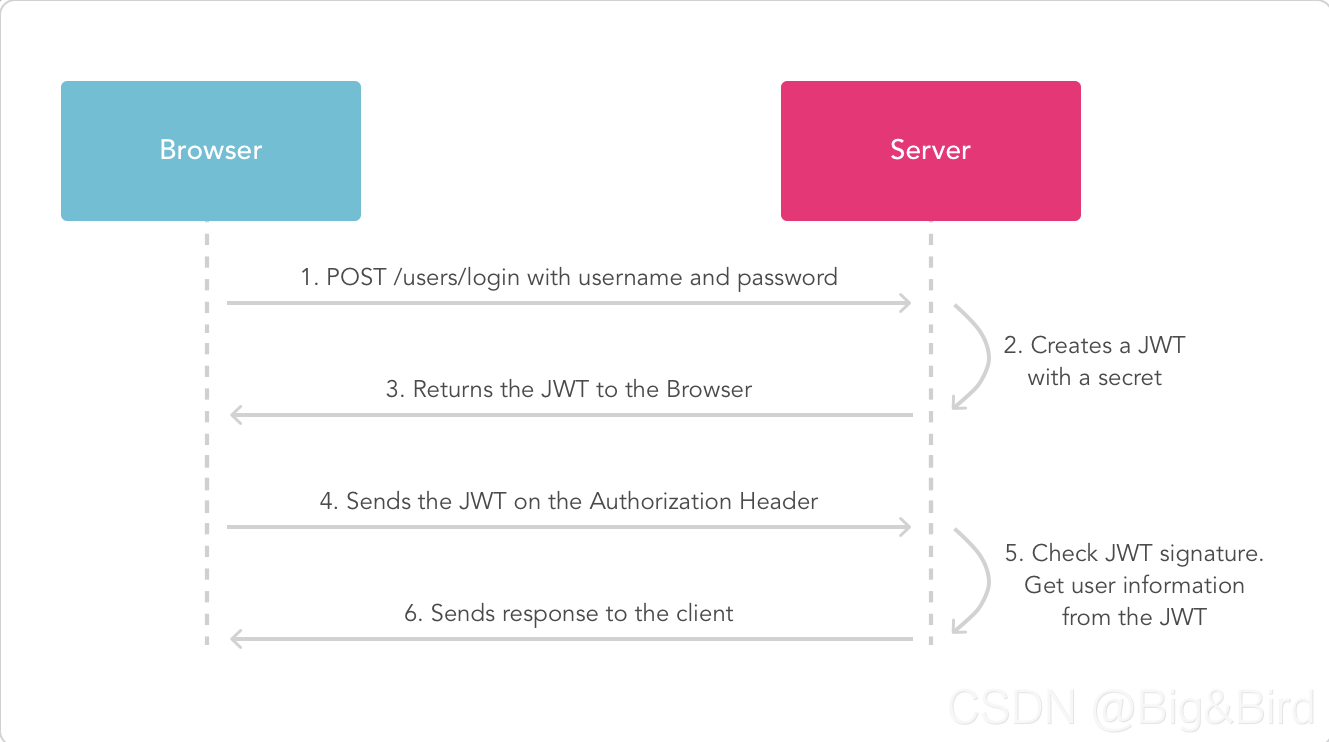 Browser
Server
1. POST /users/login with username and password
2. Creates a JWT
with a secret
3. Returns the JWT to the Browser
4. Sends the JWT on the Authorization Header
5. Check JWT signature.
Get user information
from the JWT
6. Sends response to the client
CSDN @Big&Bird